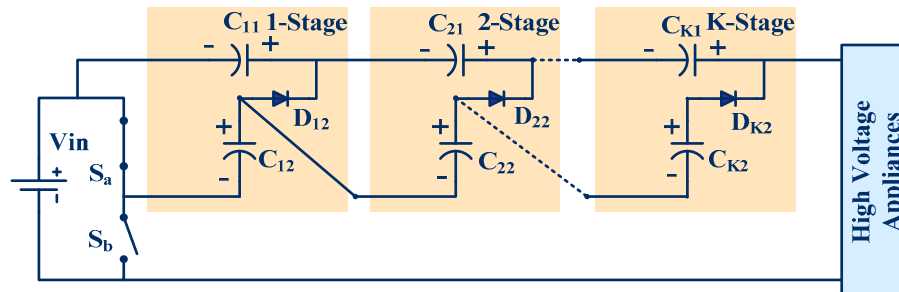 C11 1-Stage
C21 2-Stage
CK1 K-Stage
- +
- +
- +
D12
D22
DK2
Vin
+
-
Sa
Sb
+
C12
-
+
C22
-
+
CK2
-
High Voltage
Appliances